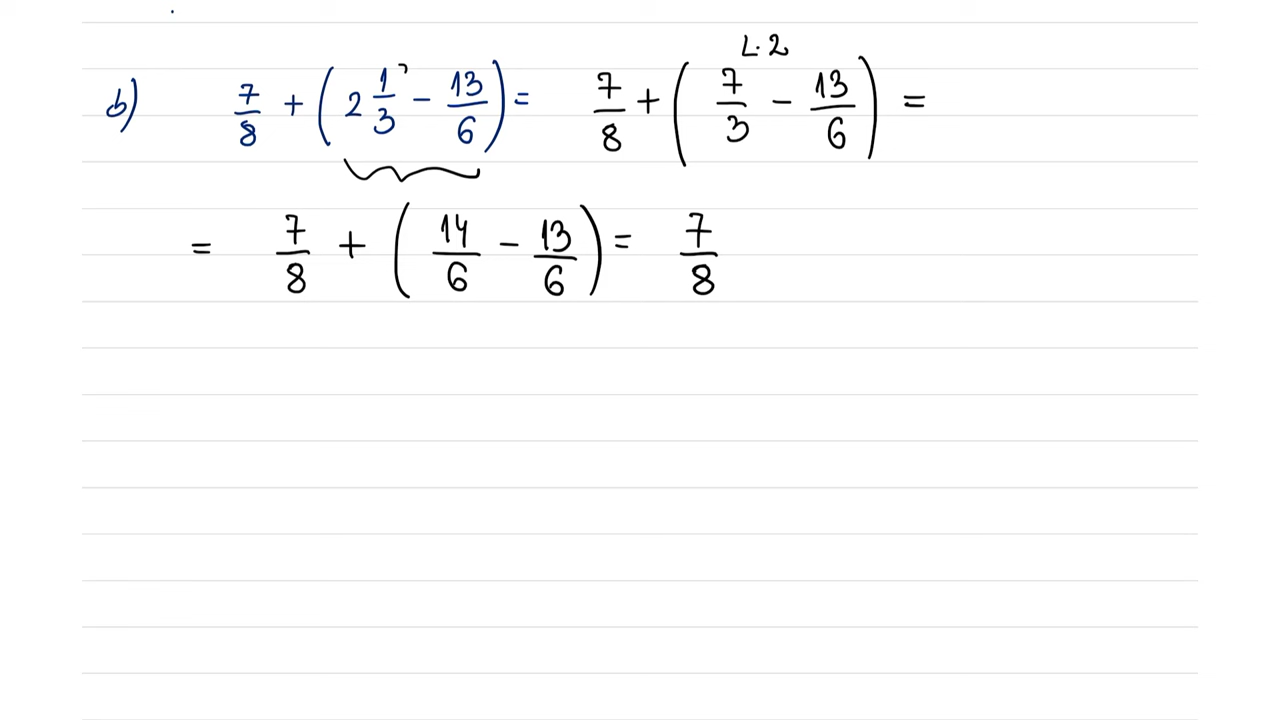 b) 7/8 + (2 1/3 - 13/6) = 7/8 + (7/3 - 13/6) =
= 7/8 + (14/6 - 13/6) = 7/8